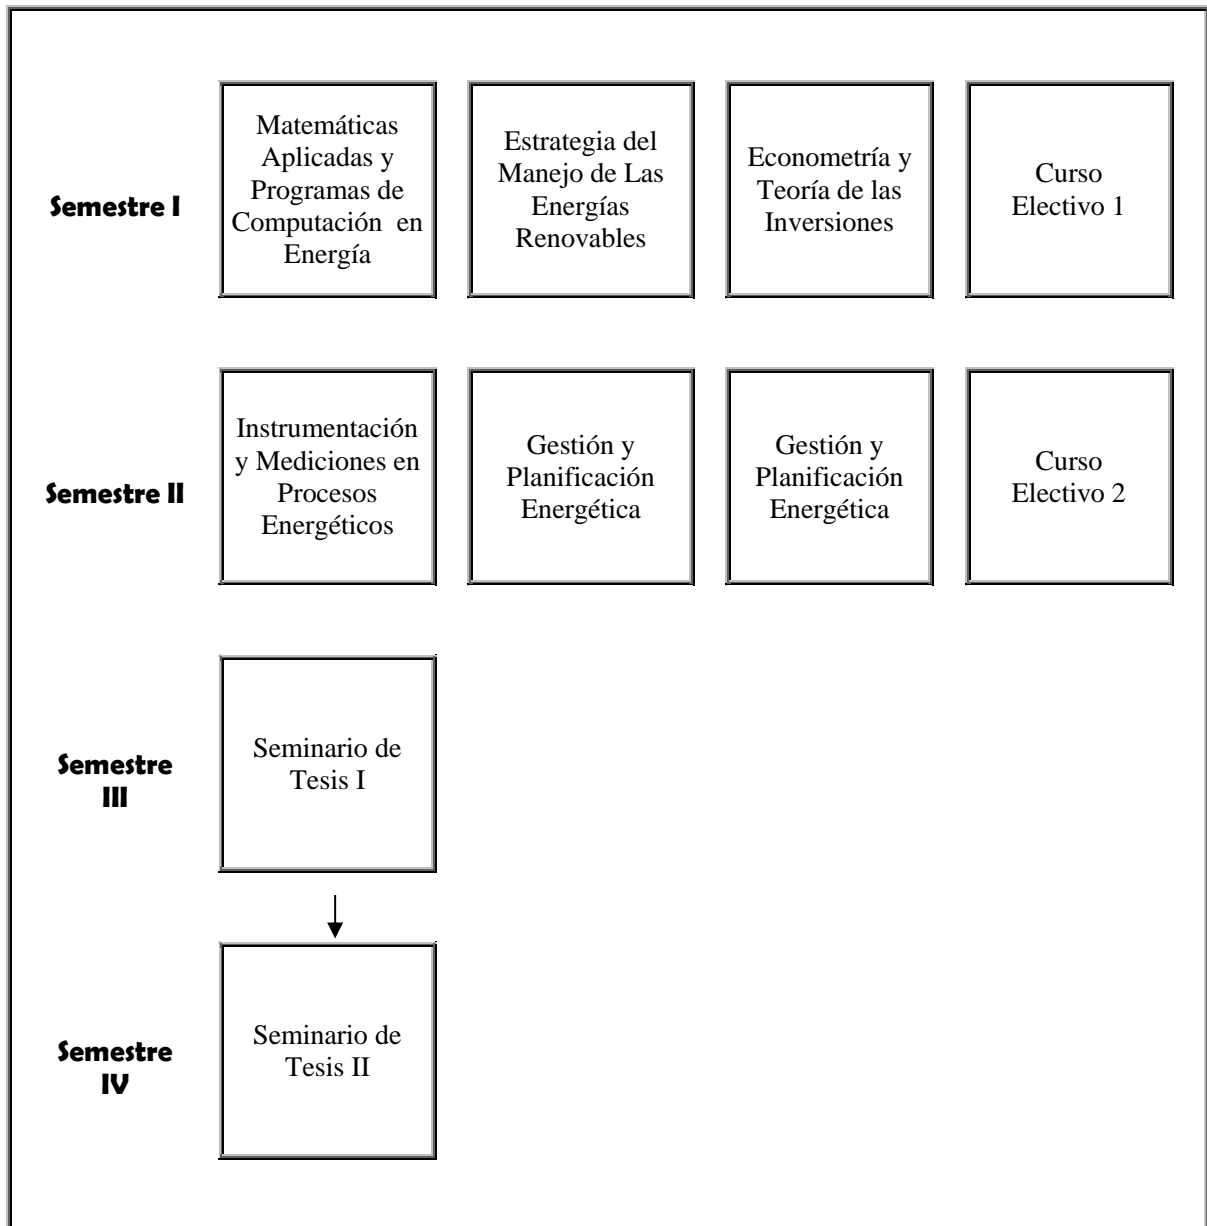 Semestre I
Matemáticas
Aplicadas y
Programas de
Computación en
Energía
Estrategia del
Manejo de Las
Energías
Renovables
Econometría y
Teoría de las
Inversiones
Curso
Electivo 1
Semestre II
Instrumentación
y Mediciones en
Procesos
Energéticos
Gestión y
Planificación
Energética
Gestión y
Planificación
Energética
Curso
Electivo 2
Semestre
III
Seminario de
Tesis I
Semestre
IV
Seminario de
Tesis II